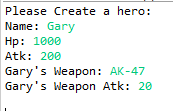 Please Create a hero:
Name: Gary
Hp: 1000
Atk: 200
Gary's Weapon: AK-47
Gary's Weapon Atk: 20